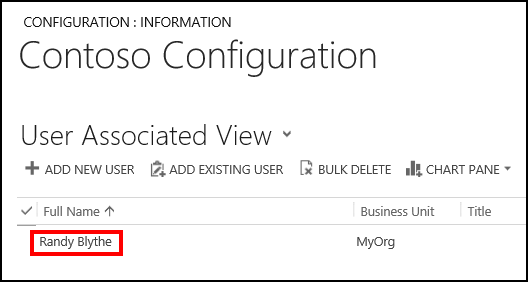 CONFIGURATION : INFORMATION
Contoso Configuration
User Associated View
ADD NEW USER ADD EXISTING USER BULK DELETE CHART PANE
Full Name ↑ Business Unit Title
Randy Blythe MyOrg